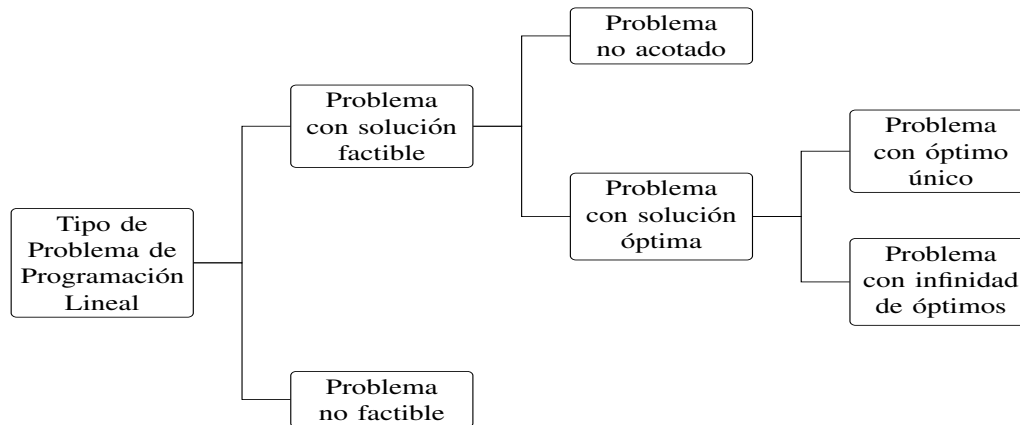 Problema
no acotado
Problema
con solución
factible
Problema
con óptimo
único
Problema
con solución
óptima
Tipo de
Problema de
Programación
Lineal
Problema
con infinidad
de óptimos
Problema
no factible